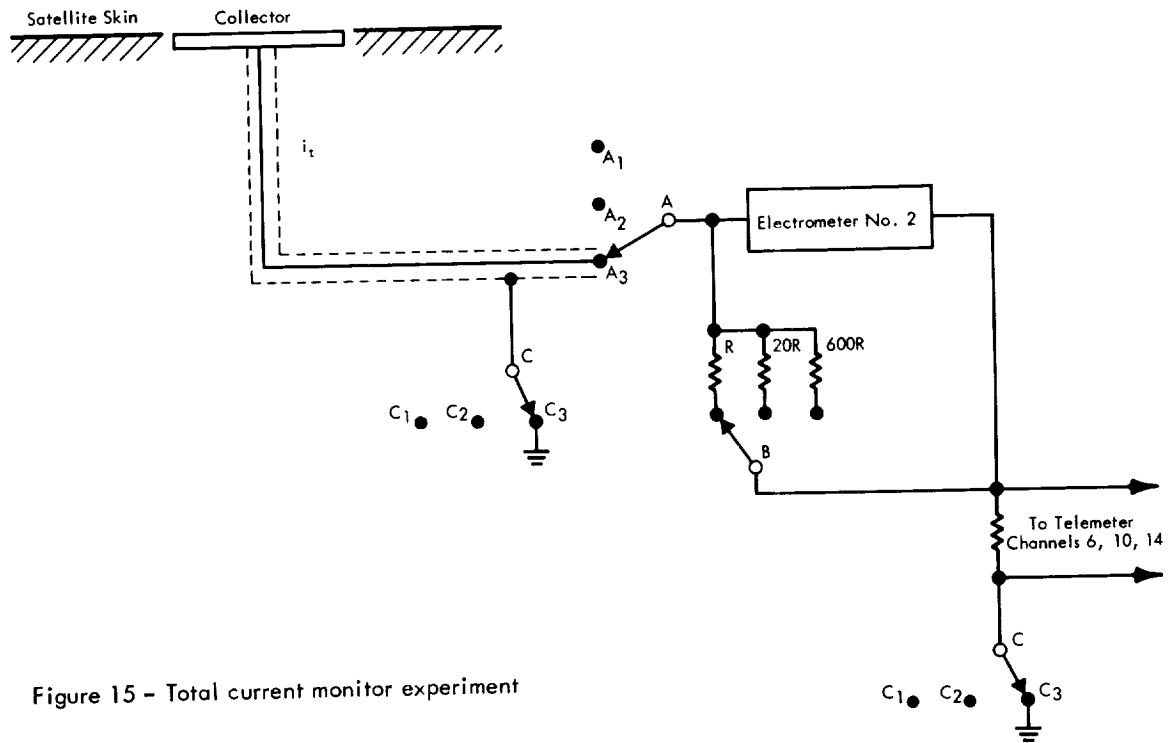 Satellite Skin
Collector
i_t
A₁
A₂
A
A₃
Electrometer No. 2
R
20R
600R
C
C₁
C₂
C₃
B
To Telemeter
Channels 6, 10, 14
C
C₁
C₂
C₃
Figure 15 – Total current monitor experiment